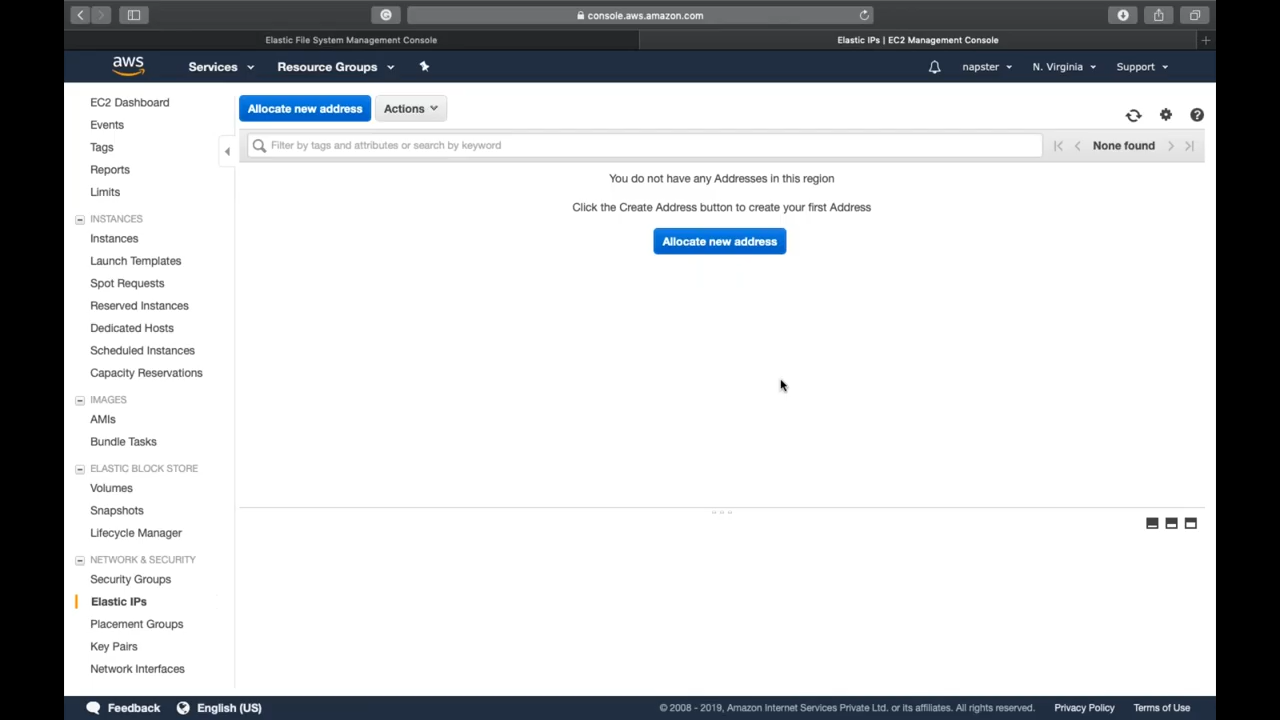 console.aws.amazon.com
Elastic File System Management Console
Elastic IPs | EC2 Management Console
aws
Services
Resource Groups
napster
N. Virginia
Support
EC2 Dashboard
Events
Tags
Reports
Limits
INSTANCES
Instances
Launch Templates
Spot Requests
Reserved Instances
Dedicated Hosts
Scheduled Instances
Capacity Reservations
IMAGES
AMIs
Bundle Tasks
ELASTIC BLOCK STORE
Volumes
Snapshots
Lifecycle Manager
NETWORK & SECURITY
Security Groups
Elastic IPs
Placement Groups
Key Pairs
Network Interfaces
Allocate new address
Actions
Filter by tags and attributes or search by keyword
None found
You do not have any Addresses in this region
Click the Create Address button to create your first Address
Allocate new address
Feedback
English (US)
© 2008 - 2019, Amazon Internet Services Private Ltd. or its affiliates. All rights reserved.
Privacy Policy
Terms of Use